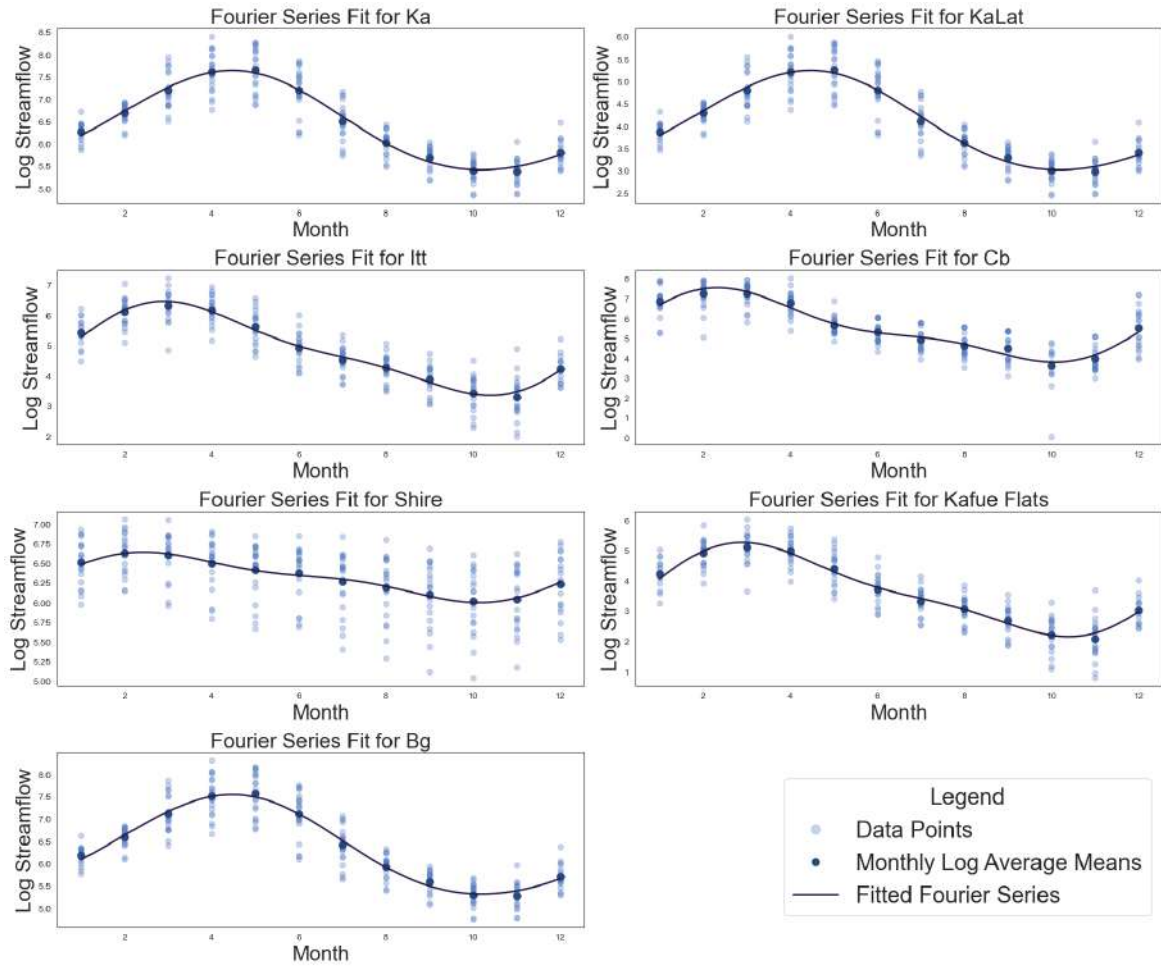 Fourier Series Fit for Ka
Log Streamflow
8.5
8.0
7.5
7.0
6.5
6.0
5.5
5.0
2 4 6 8 10 12
Month
Fourier Series Fit for KaLat
Log Streamflow
6.0
5.5
5.0
4.5
4.0
3.5
3.0
2.5
2 4 6 8 10 12
Month
Fourier Series Fit for Itt
Log Streamflow
7
6
5
4
3
2
2 4 6 8 10 12
Month
Fourier Series Fit for Cb
Log Streamflow
8
7
6
5
4
3
2
1
0
2 4 6 8 10 12
Month
Fourier Series Fit for Shire
Log Streamflow
7.00
6.75
6.50
6.25
6.00
5.75
5.50
5.25
5.00
2 4 6 8 10 12
Month
Fourier Series Fit for Kafue Flats
Log Streamflow
6
5
4
3
2
1
2 4 6 8 10 12
Month
Fourier Series Fit for Bg
Log Streamflow
8.0
7.5
7.0
6.5
6.0
5.5
5.0
2 4 6 8 10 12
Month
Legend
Data Points
Monthly Log Average Means
Fitted Fourier Series